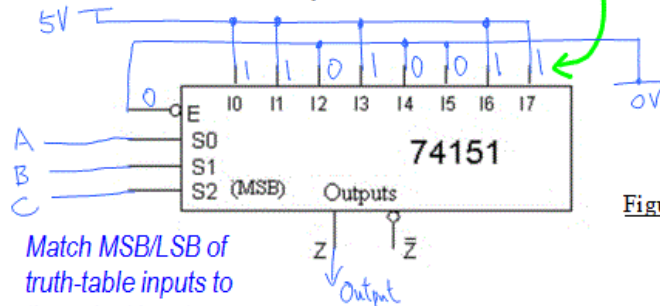 5V
1 1 0 1 0 0 1 1
0V
0
E I0 I1 I2 I3 I4 I5 I6 I7
A S0
B S1
C S2 (MSB)
74151
Outputs
Z Z̅
Output
Match MSB/LSB of
truth-table inputs to
Figu